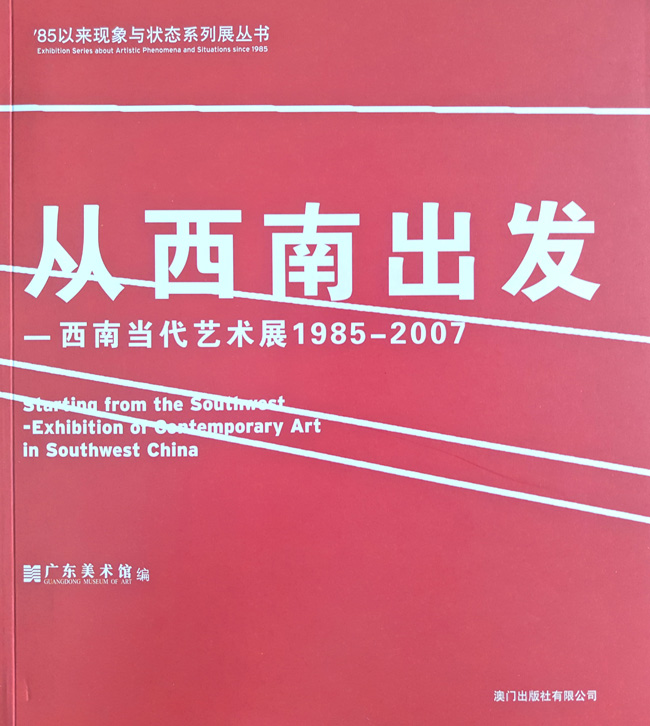 '85以来现象与状态系列展丛书
Exhibition Series about Artistic Phenomena and Situations since 1985
从西南出发
—西南当代艺术展1985-2007
Starting from the Southwest
-Exhibition of Contemporary Art
in Southwest China
广东美术馆 编
GUANGDONG MUSEUM OF ART
澳门出版社有限公司